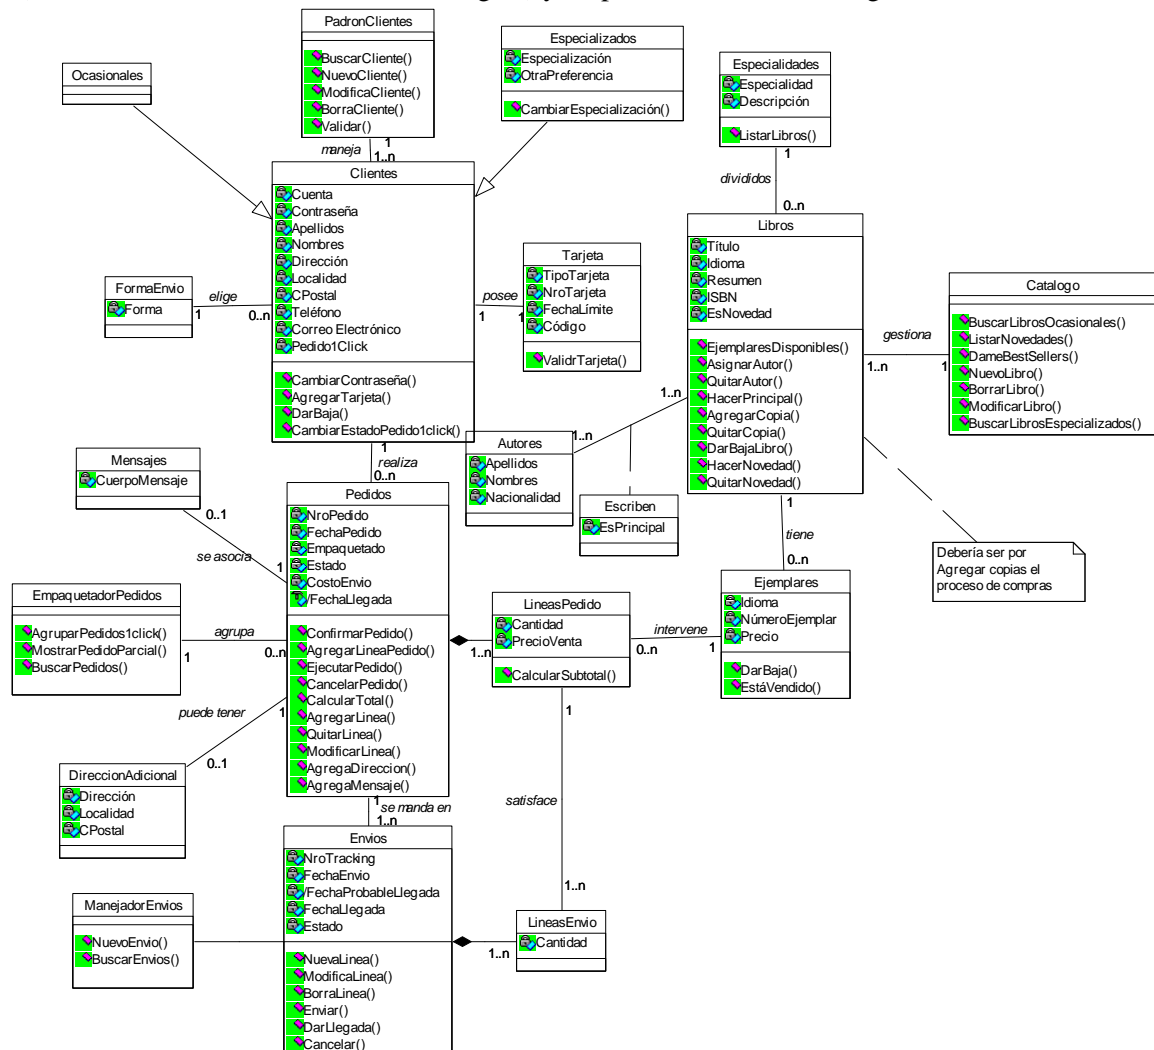 PadronClientes
BuscarCliente()
NuevoCliente()
ModificaCliente()
BorraCliente()
Validar()
Especializados
Especialización
OtraPreferencia
CambiarEspecialización()
Especialidades
Especialidad
Descripción
ListarLibros()
Ocasionales
1
maneja
1..n
1
divididos
0..n
Clientes
Cuenta
Contraseña
Apellidos
Nombres
Dirección
Localidad
CPostal
Teléfono
Correo Electrónico
Pedido1Click
CambiarContraseña()
AgregarTarjeta()
DarBaja()
CambiarEstadoPedido1click()
FormaEnvio
Forma
elige
1
0..n
Tarjeta
TipoTarjeta
NroTarjeta
FechaLímite
Código
ValidrTarjeta()
posee
1
1
Libros
Título
Idioma
Resumen
ISBN
EsNovedad
EjemplaresDisponibles()
AsignarAutor()
QuitarAutor()
HacerPrincipal()
AgregarCopia()
QuitarCopia()
DarBajaLibro()
HacerNovedad()
QuitarNovedad()
gestiona
1..n
1
Catalogo
BuscarLibrosOcasionales()
ListarNovedades()
DameBestSellers()
NuevoLibro()
BorrarLibro()
ModificarLibro()
BuscarLibrosEspecializados()
1..n
1..n
Autores
Apellidos
Nombres
Nacionalidad
Escriben
EsPrincipal
1
realiza
0..n
Mensajes
CuerpoMensaje
0..1
se asocia
1
Pedidos
NroPedido
FechaPedido
Empaquetado
Estado
CostoEnvio
/FechaLlegada
ConfirmarPedido()
AgregarLineaPedido()
EjecutarPedido()
CancelarPedido()
CalcularTotal()
AgregarLinea()
QuitarLinea()
ModificarLinea()
AgregaDireccion()
AgregaMensaje()
1
tiene
0..n
Debería ser por
Agregar copias el
proceso de compras
EmpaquetadorPedidos
AgruparPedidos1click()
MostrarPedidoParcial()
BuscarPedidos()
agrupa
1
0..n
LineasPedido
Cantidad
PrecioVenta
CalcularSubtotal()
1..n
intervene
0..n
1
Ejemplares
Idioma
NúmeroEjemplar
Precio
DarBaja()
EstáVendido()
puede tener
1
0..1
DireccionAdicional
Dirección
Localidad
CPostal
1
satisface
1..n
1
se manda en
1..n
Envios
NroTracking
FechaEnvio
/FechaProbableLlegada
FechaLlegada
Estado
NuevaLinea()
ModificaLinea()
BorraLinea()
Enviar()
DarLlegada()
Cancelar()
ManejadorEnvios
NuevoEnvio()
BuscarEnvios()
1..n
LineasEnvio
Cantidad